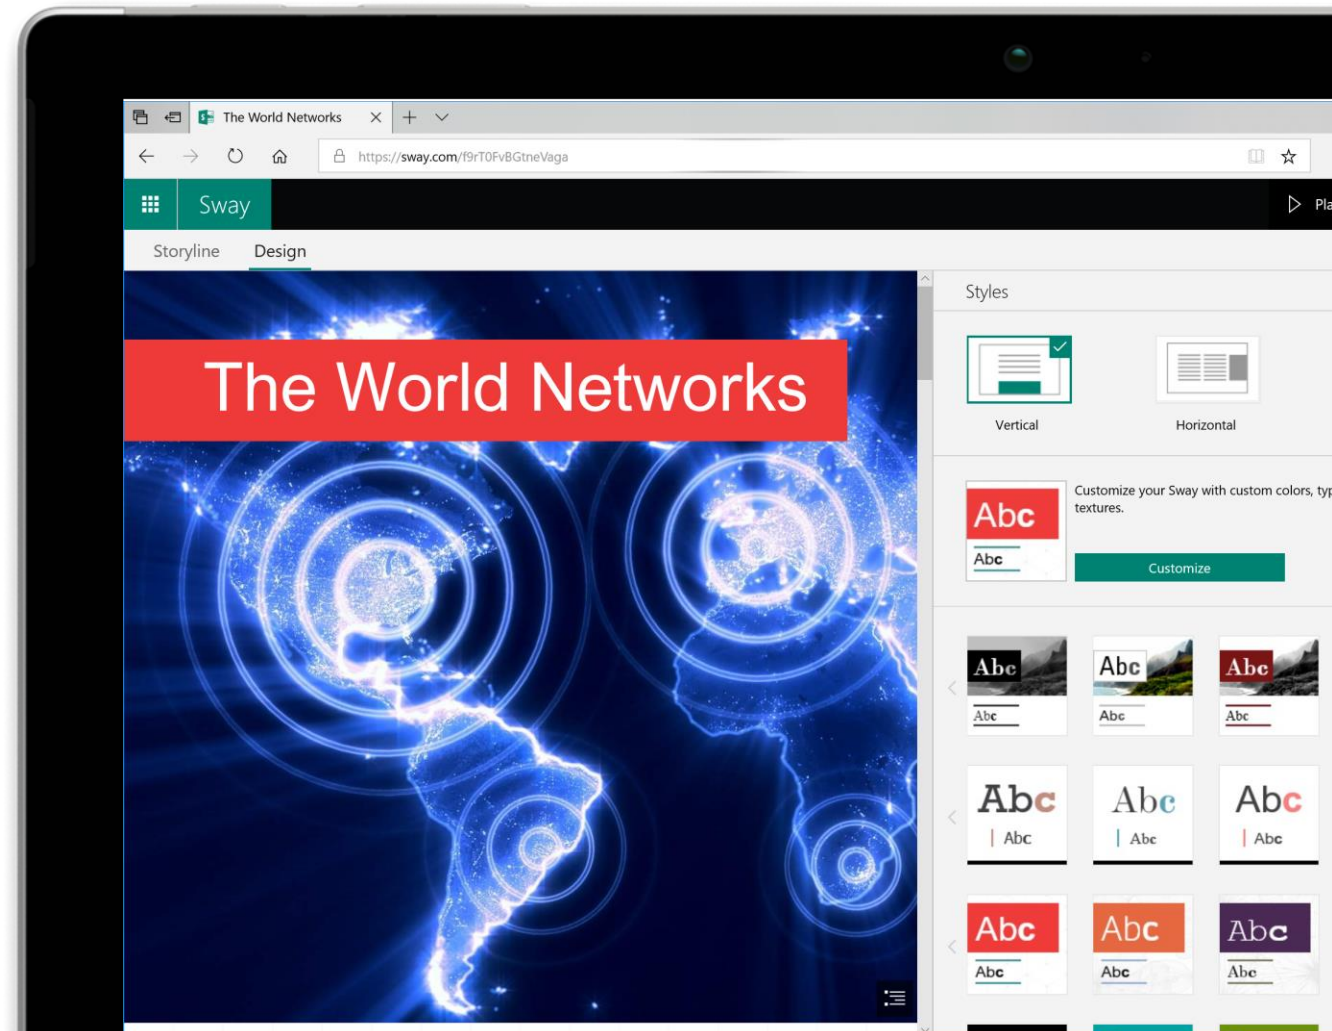 The World Networks
https://sway.com/f9rT0FvBGtneVaga
Sway
Pla
Storyline Design
Styles
The World Networks
Vertical Horizontal
Customize your Sway with custom colors, typ
textures.
Abc
Abc
Customize
Abc Abc Abc
Abc Abc Abc
Abc Abc Abc
Abc Abc Abc
Abc Abc Abc
Abc Abc Abc